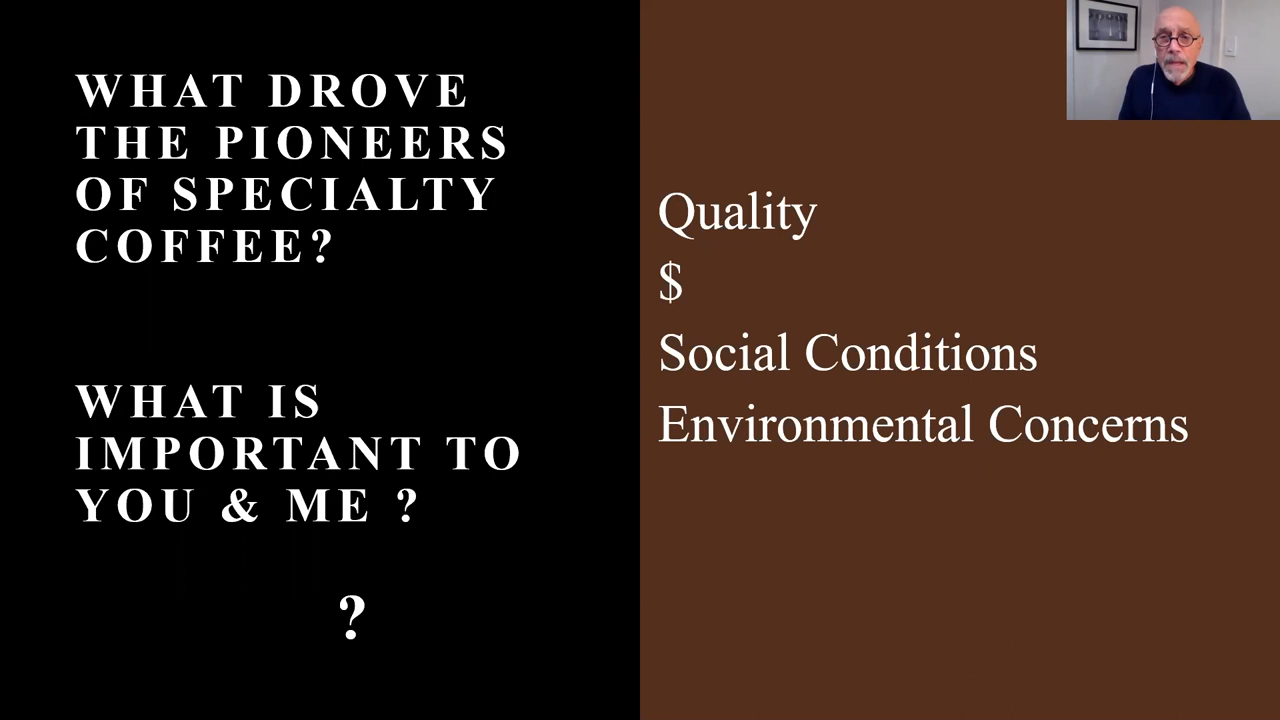 WHAT DROVE
THE PIONEERS
OF SPECIALTY
COFFEE?
WHAT IS
IMPORTANT TO
YOU & ME ?
?
Quality
$
Social Conditions
Environmental Concerns